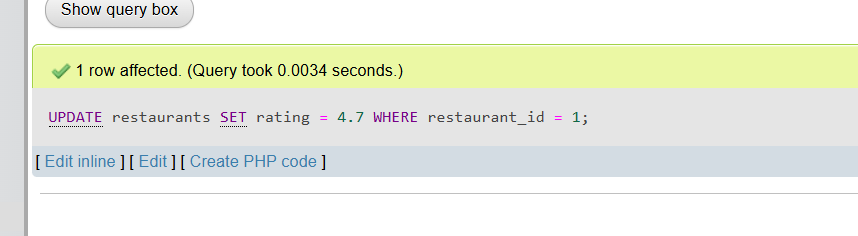 Show query box
1 row affected. (Query took 0.0034 seconds.)
UPDATE restaurants SET rating = 4.7 WHERE restaurant_id = 1;
[ Edit inline ] [ Edit ] [ Create PHP code ]